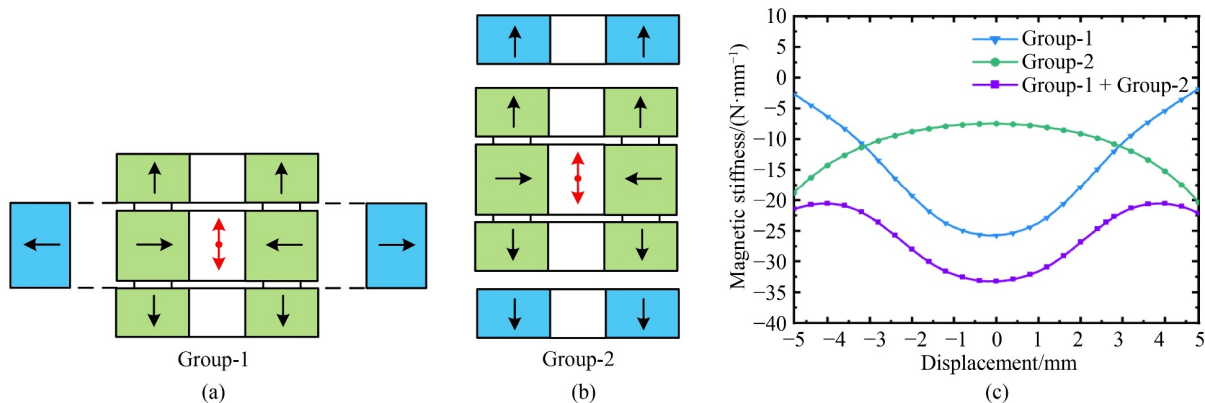 Group-1
(a)
Group-2
(b)
Magnetic stiffness/(N·mm⁻¹)
10
5
0
−5
−10
−15
−20
−25
−30
−35
−40
Group-1
Group-2
Group-1 + Group-2
−5 −4 −3 −2 −1 0 1 2 3 4 5
Displacement/mm
(c)